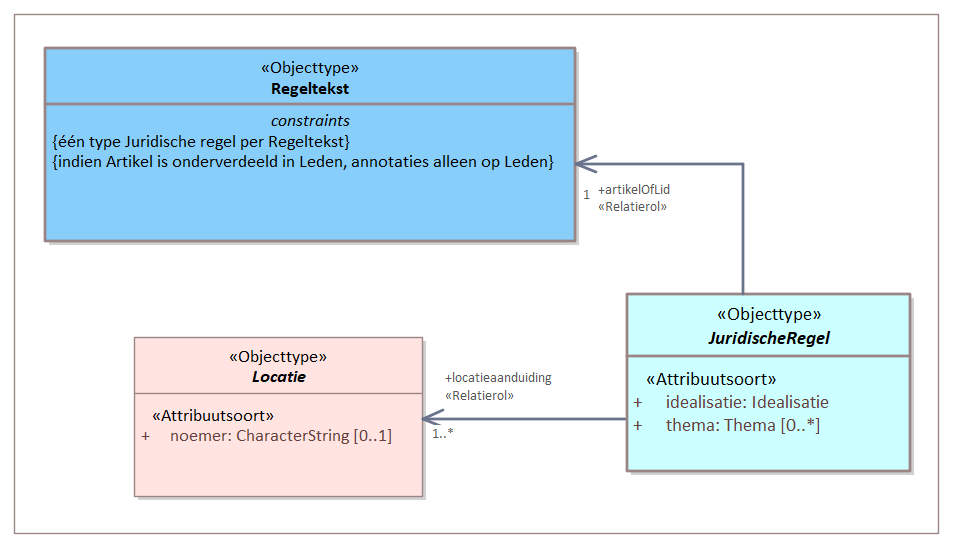 «Objecttype»
Regeltekst
constraints
{één type Juridische regel per Regeltekst}
{indien Artikel is onderverdeeld in Leden, annotaties alleen op Leden}
1
+artikelOfLid
«Relatierol»
«Objecttype»
JuridischeRegel
«Attribuutsoort»
+ idealisatie: Idealisatie
+ thema: Thema [0..*]
«Objecttype»
Locatie
«Attribuutsoort»
+ noemer: CharacterString [0..1]
+locatieaanduiding
«Relatierol»
1..*